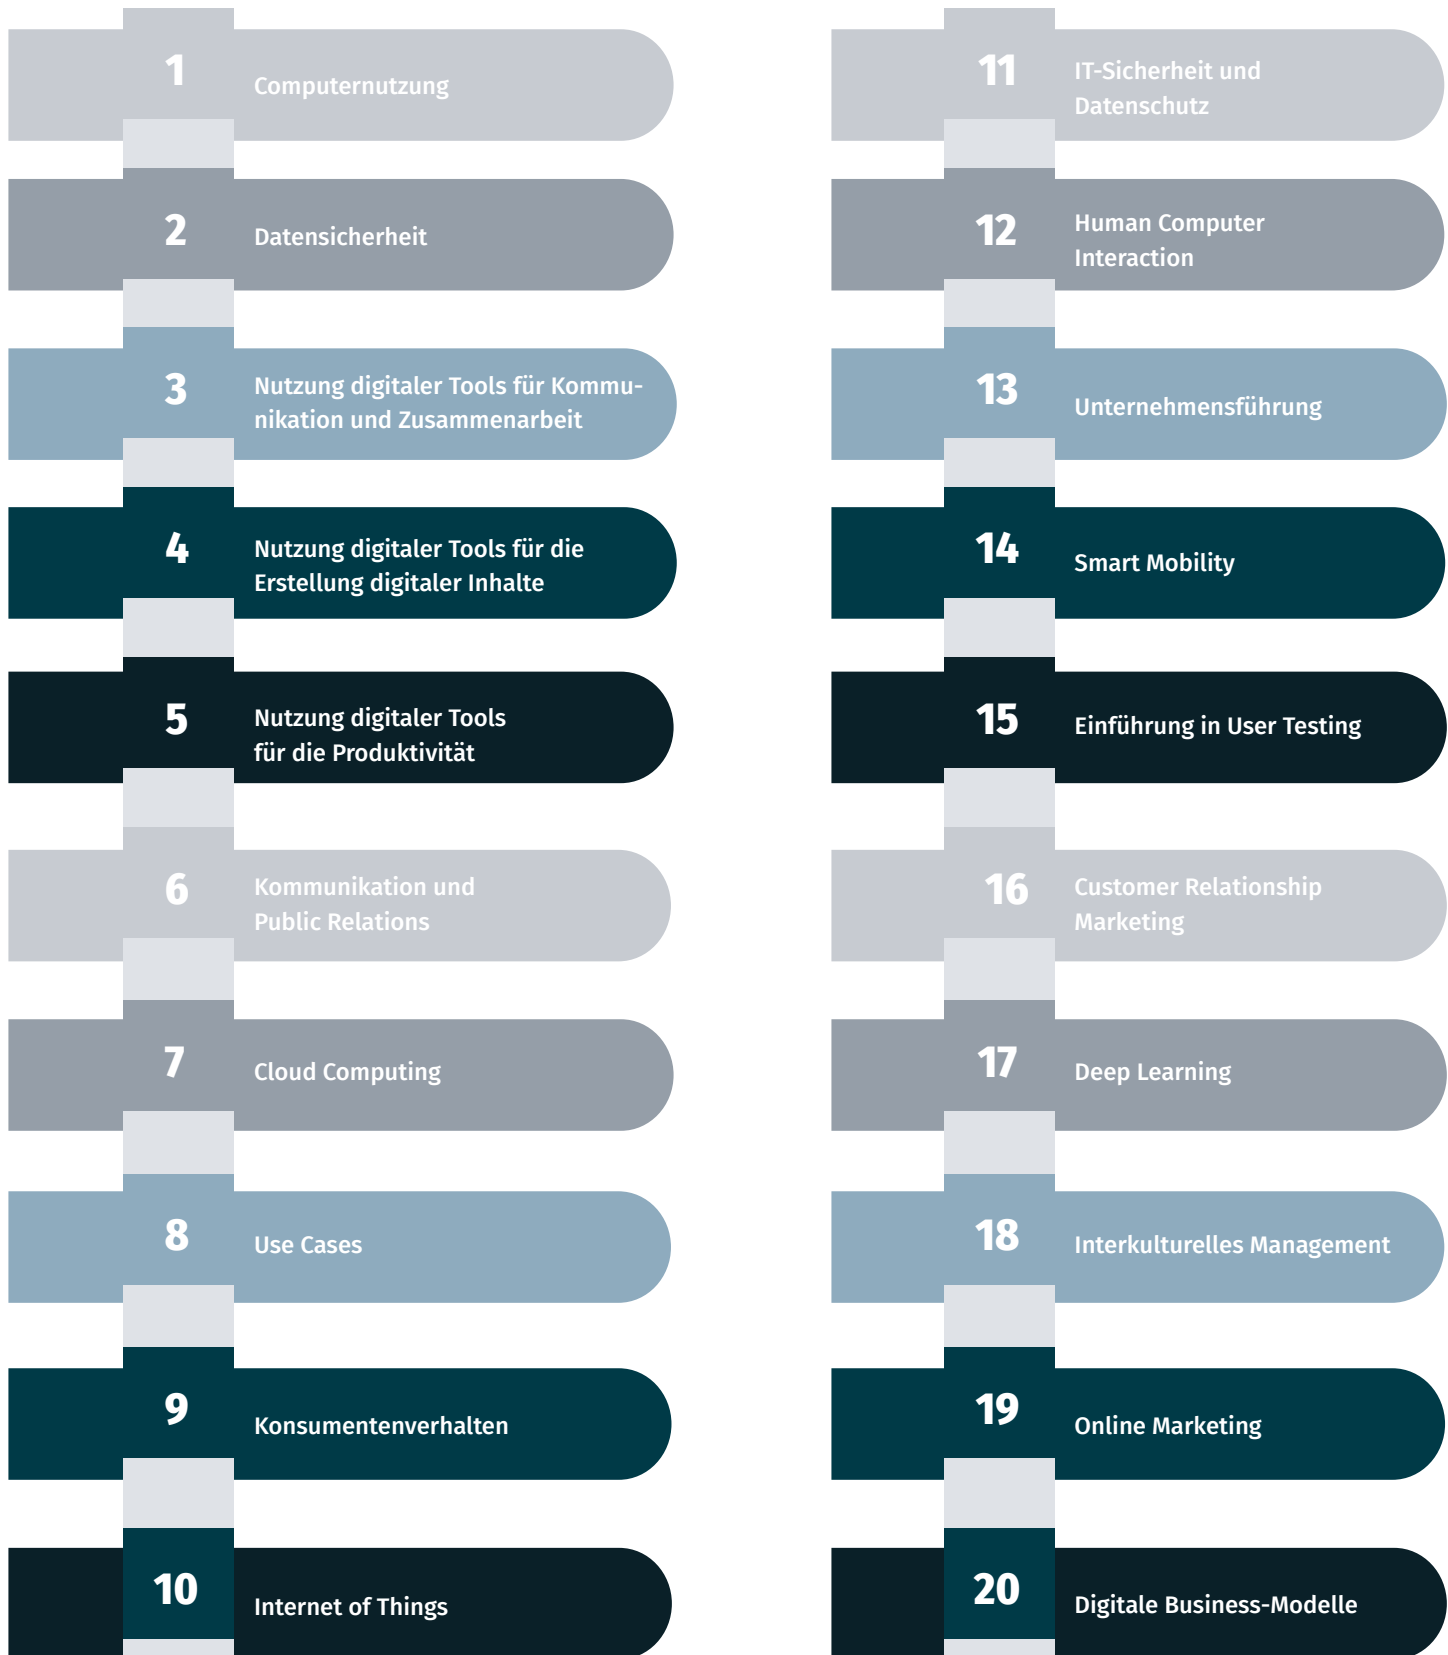 1
Computernutzung
2
Datensicherheit
3
Nutzung digitaler Tools für Kommu-
nikation und Zusammenarbeit
4
Nutzung digitaler Tools für die
Erstellung digitaler Inhalte
5
Nutzung digitaler Tools
für die Produktivität
6
Kommunikation und
Public Relations
7
Cloud Computing
8
Use Cases
9
Konsumentenverhalten
10
Internet of Things
11
IT-Sicherheit und
Datenschutz
12
Human Computer
Interaction
13
Unternehmensführung
14
Smart Mobility
15
Einführung in User Testing
16
Customer Relationship
Marketing
17
Deep Learning
18
Interkulturelles Management
19
Online Marketing
20
Digitale Business-Modelle